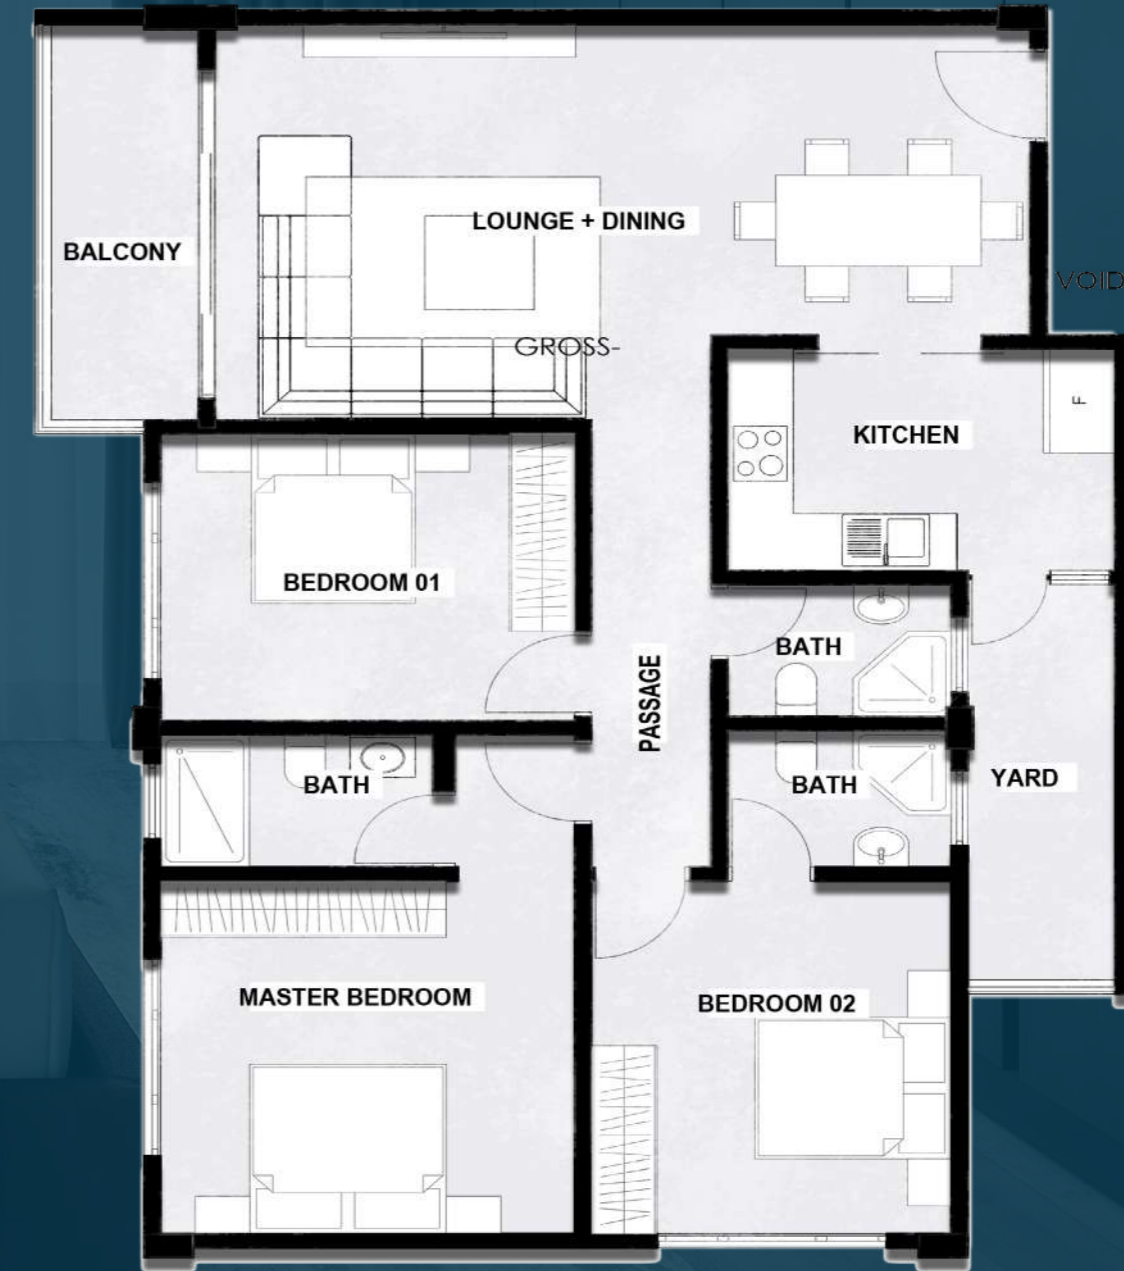 LOUNGE + DINING
BALCONY
VOID
GROSS-
F
KITCHEN
BEDROOM 01
BATH
PASSAGE
BATH
BATH
YARD
MASTER BEDROOM
BEDROOM 02